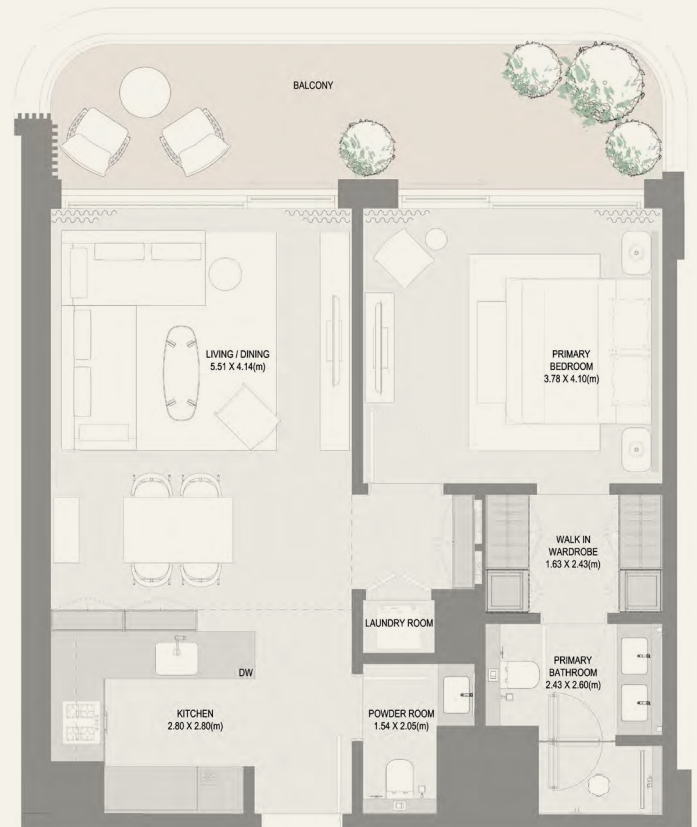 BALCONY
LIVING / DINING
5.51 X 4.14(m)
PRIMARY
BEDROOM
3.78 X 4.10(m)
WALK IN
WARDROBE
1.63 X 2.43(m)
LAUNDRY ROOM
PRIMARY
BATHROOM
2.43 X 2.60(m)
DW
KITCHEN
2.80 X 2.80(m)
POWDER ROOM
1.54 X 2.05(m)